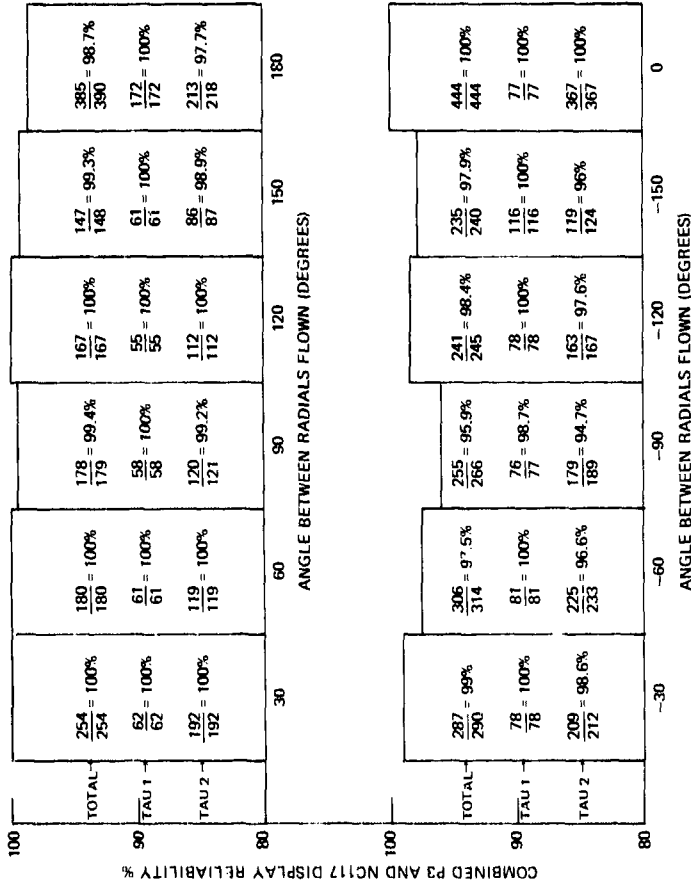 COMBINED P3 AND NC117 DISPLAY RELIABILITY %
100
90
80
TOTAL
TAU 1
TAU 2
254/254 = 100%
62/62 = 100%
192/192 = 100%
180/180 = 100%
61/61 = 100%
119/119 = 100%
178/179 = 99.4%
58/58 = 100%
120/121 = 99.2%
167/167 = 100%
55/55 = 100%
112/112 = 100%
147/148 = 99.3%
61/61 = 100%
86/87 = 98.9%
385/390 = 98.7%
172/172 = 100%
213/218 = 97.7%
30 60 90 120 150 180
ANGLE BETWEEN RADIALS FLOWN (DEGREES)
100
90
80
TOTAL
TAU 1
TAU 2
287/290 = 99%
78/78 = 100%
209/212 = 98.6%
306/314 = 97.5%
81/81 = 100%
225/233 = 96.6%
255/266 = 95.9%
76/77 = 98.7%
179/189 = 94.7%
241/245 = 98.4%
78/78 = 100%
163/167 = 97.6%
235/240 = 97.9%
116/116 = 100%
119/124 = 96%
444/444 = 100%
77/77 = 100%
367/367 = 100%
-30 -60 -90 -120 -150 0
ANGLE BETWEEN RADIALS FLOWN (DEGREES)